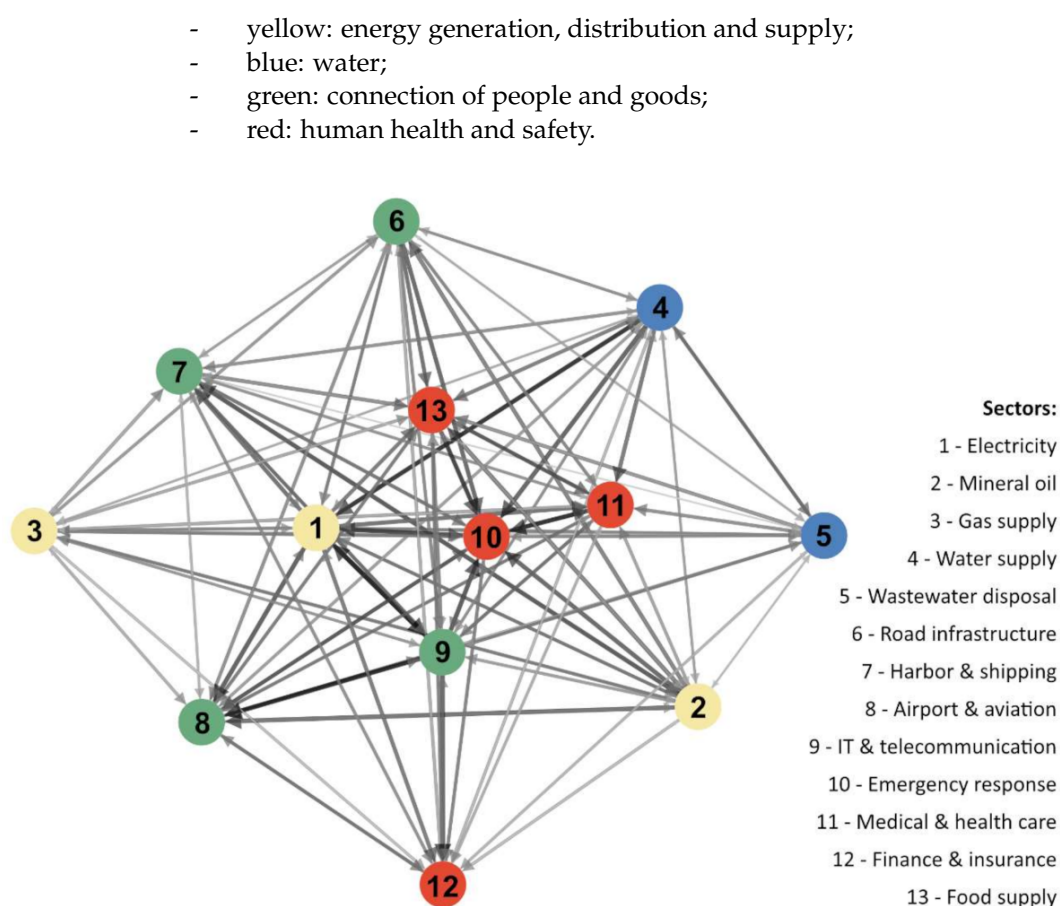 - yellow: energy generation, distribution and supply;
- blue: water;
- green: connection of people and goods;
- red: human health and safety.
6
4
7
13
Sectors:
1 - Electricity
2 - Mineral oil
11
3
1
10
5
3 - Gas supply
4 - Water supply
5 - Wastewater disposal
6 - Road infrastructure
9
7 - Harbor & shipping
2
8
8 - Airport & aviation
9 - IT & telecommunication
10 - Emergency response
11 - Medical & health care
12 - Finance & insurance
12
13 - Food supply